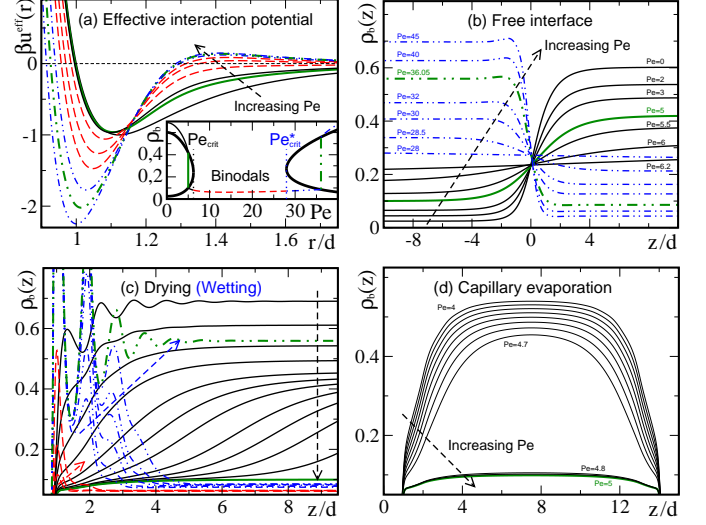 (a) Effective interaction potential
βu^eff(r)
0
-1
-2
Increasing Pe
ρ_b
0,4
0,2
0
Pe_crit
Pe*_crit
Binodals
0 10 20 30 Pe
1 1.2 1.4 1.6 r/d
(b) Free interface
ρ_b(z)
0.6
0.4
0.2
0
Pe=45
Pe=40
Pe=36.05
Pe=32
Pe=30
Pe=28.5
Pe=28
Increasing Pe
Pe=0
Pe=2
Pe=3
Pe=5
Pe=5.5
Pe=6
Pe=6.2
-8 -4 0 4 z/d
(c) Drying (Wetting)
ρ_b(z)
0.6
0.4
0.2
2 4 6 8 z/d
(d) Capillary evaporation
ρ_b(z)
0.4
0.2
Pe=4
Pe=4.7
Increasing Pe
Pe=4.8
Pe=5
0 4 8 12 z/d